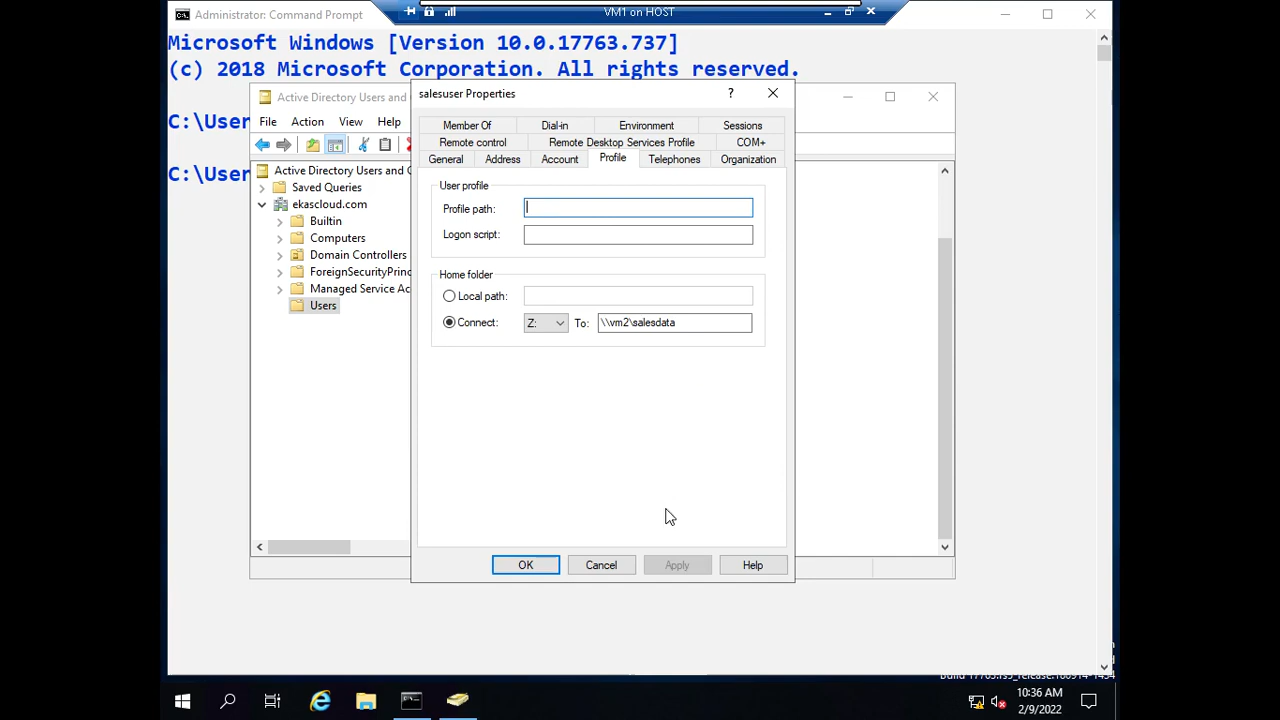 Administrator: Command Prompt
VM1 on HOST
Microsoft Windows [Version 10.0.17763.737]
(c) 2018 Microsoft Corporation. All rights reserved.
C:\User
C:\User
Active Directory Users and
File Action View Help
Active Directory Users and C
Saved Queries
ekascloud.com
Builtin
Computers
Domain Controllers
ForeignSecurityPrinc
Managed Service Ac
Users
salesuser Properties
?
Member Of Dial-in Environment Sessions
Remote control Remote Desktop Services Profile COM+
General Address Account Profile Telephones Organization
User profile
Profile path:
Logon script:
Home folder
Local path:
Connect: Z: To: \\vm2\salesdata
OK Cancel Apply Help
10:36 AM
2/9/2022